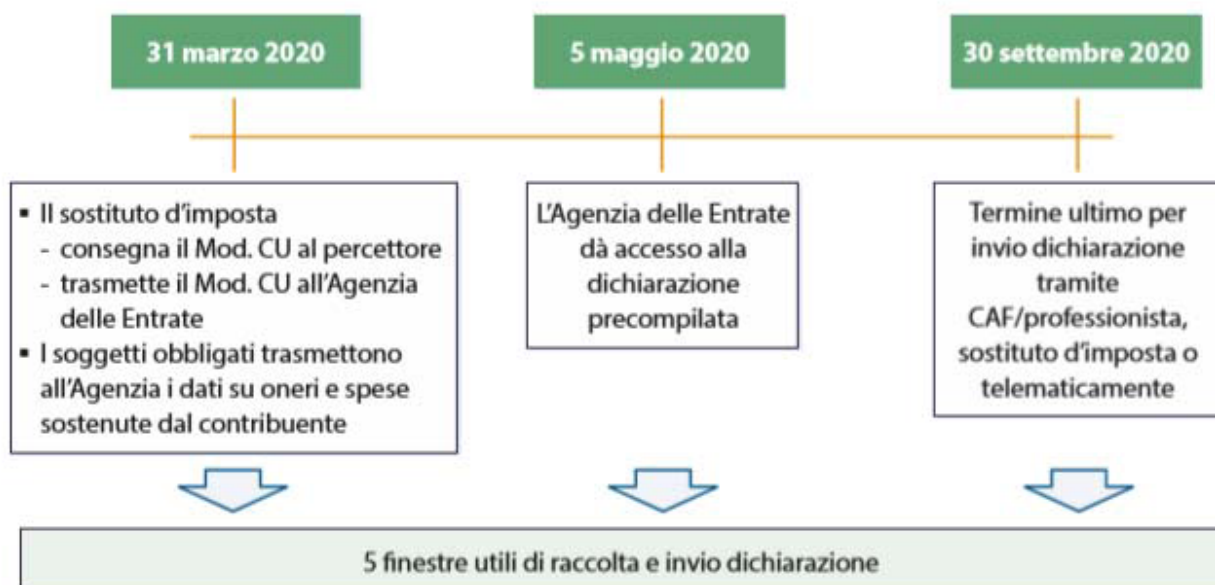 31 marzo 2020
5 maggio 2020
30 settembre 2020
▪ Il sostituto d'imposta
- consegna il Mod. CU al percettore
- trasmette il Mod. CU all'Agenzia
delle Entrate
▪ I soggetti obbligati trasmettono
all'Agenzia i dati su oneri e spese
sostenute dal contribuente
L'Agenzia delle Entrate
dà accesso alla
dichiarazione
precompilata
Termine ultimo per
invio dichiarazione
tramite
CAF/professionista,
sostituto d'imposta o
telematicamente
5 finestre utili di raccolta e invio dichiarazione